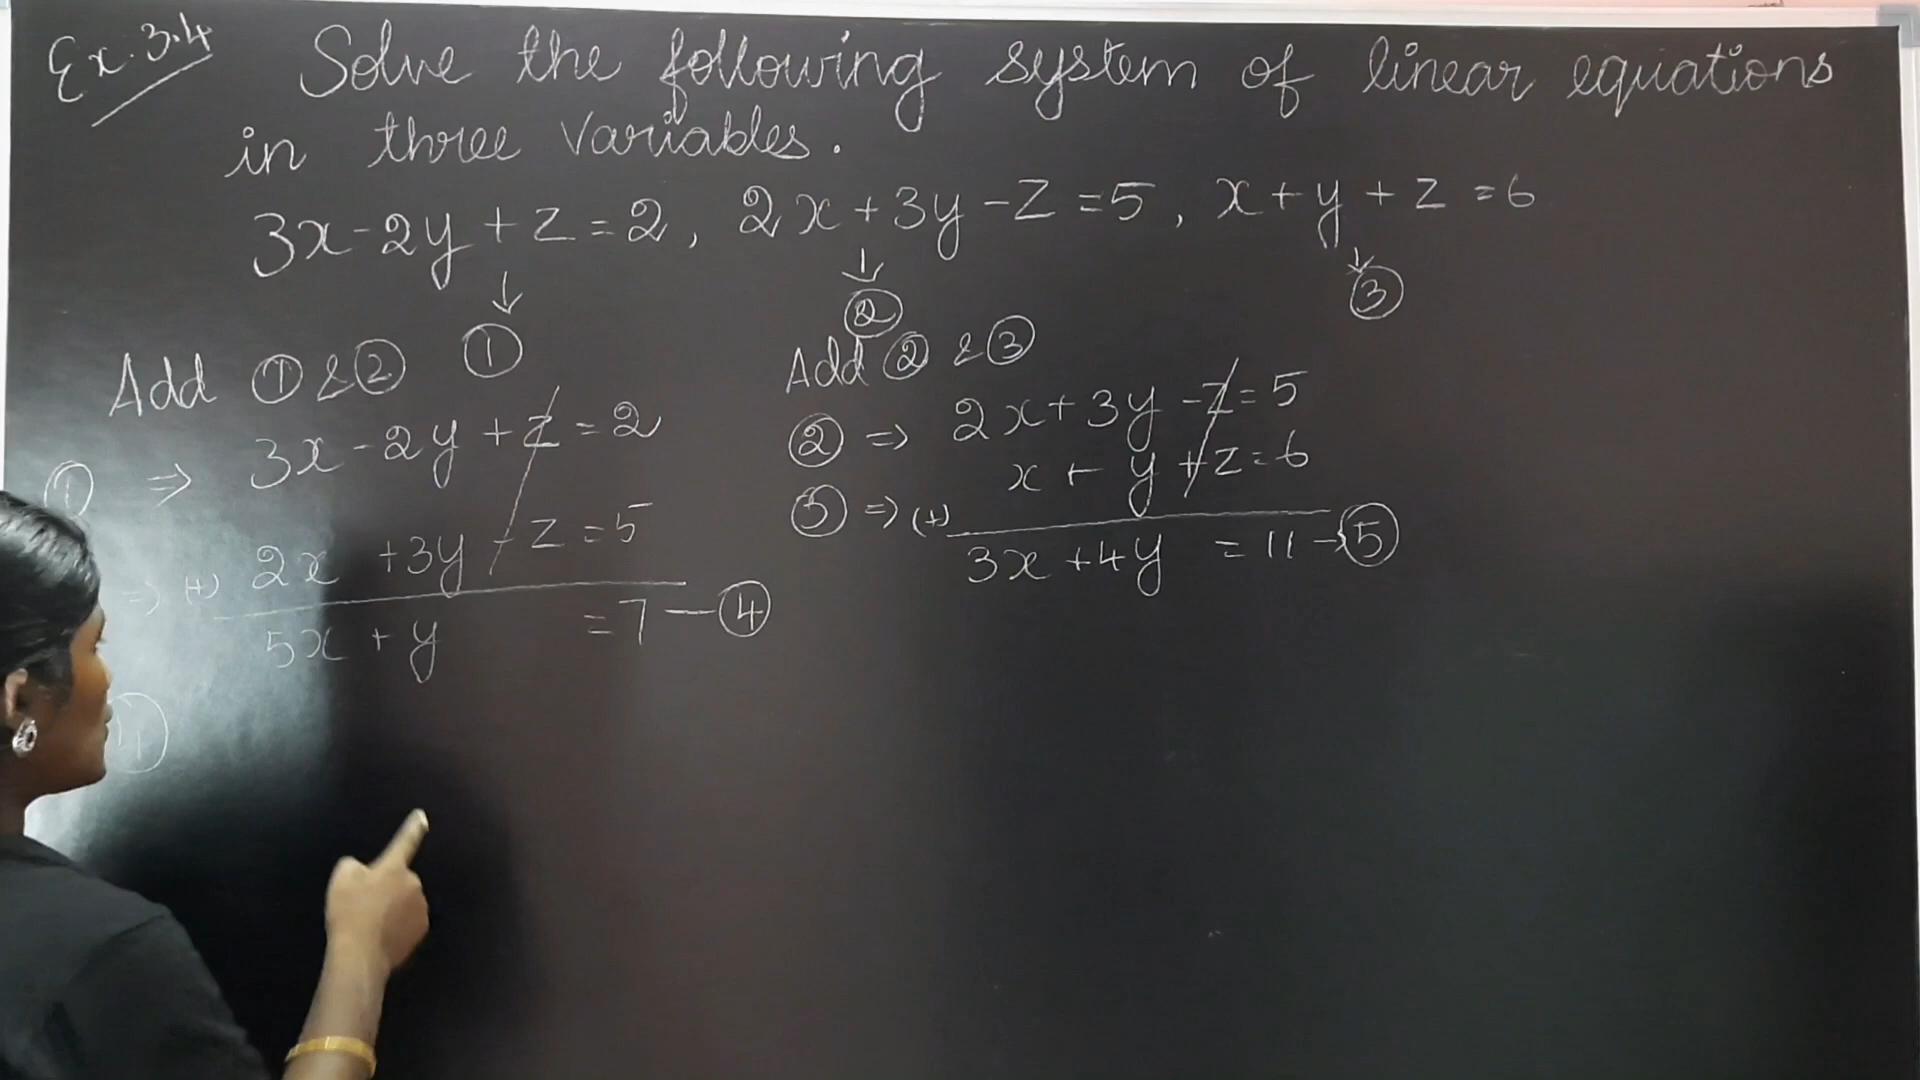 Ex. 3.4 Solve the following system of linear equations
in three variables.
3x-2y+z=2, 2x+3y-z=5, x+y+z=6
↓ ① ↓ ② ↓ ③
Add ① & ②
① ⇒ 3x-2y+z=2
⇒ (+) 2x+3y-z=5
5x+y =7—④
Add ② & ③
② ⇒ 2x+3y-z=5
③ ⇒ (+) x+y+z=6
3x+4y =11→⑤